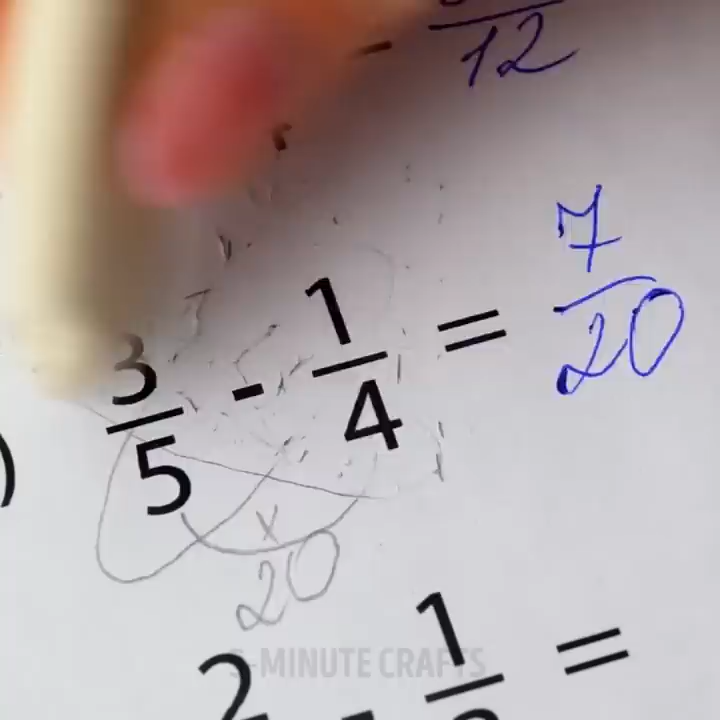 - /12
3/5 - 1/4 = 7/20
x
20
5-MINUTE CRAFTS
2 - 1 =